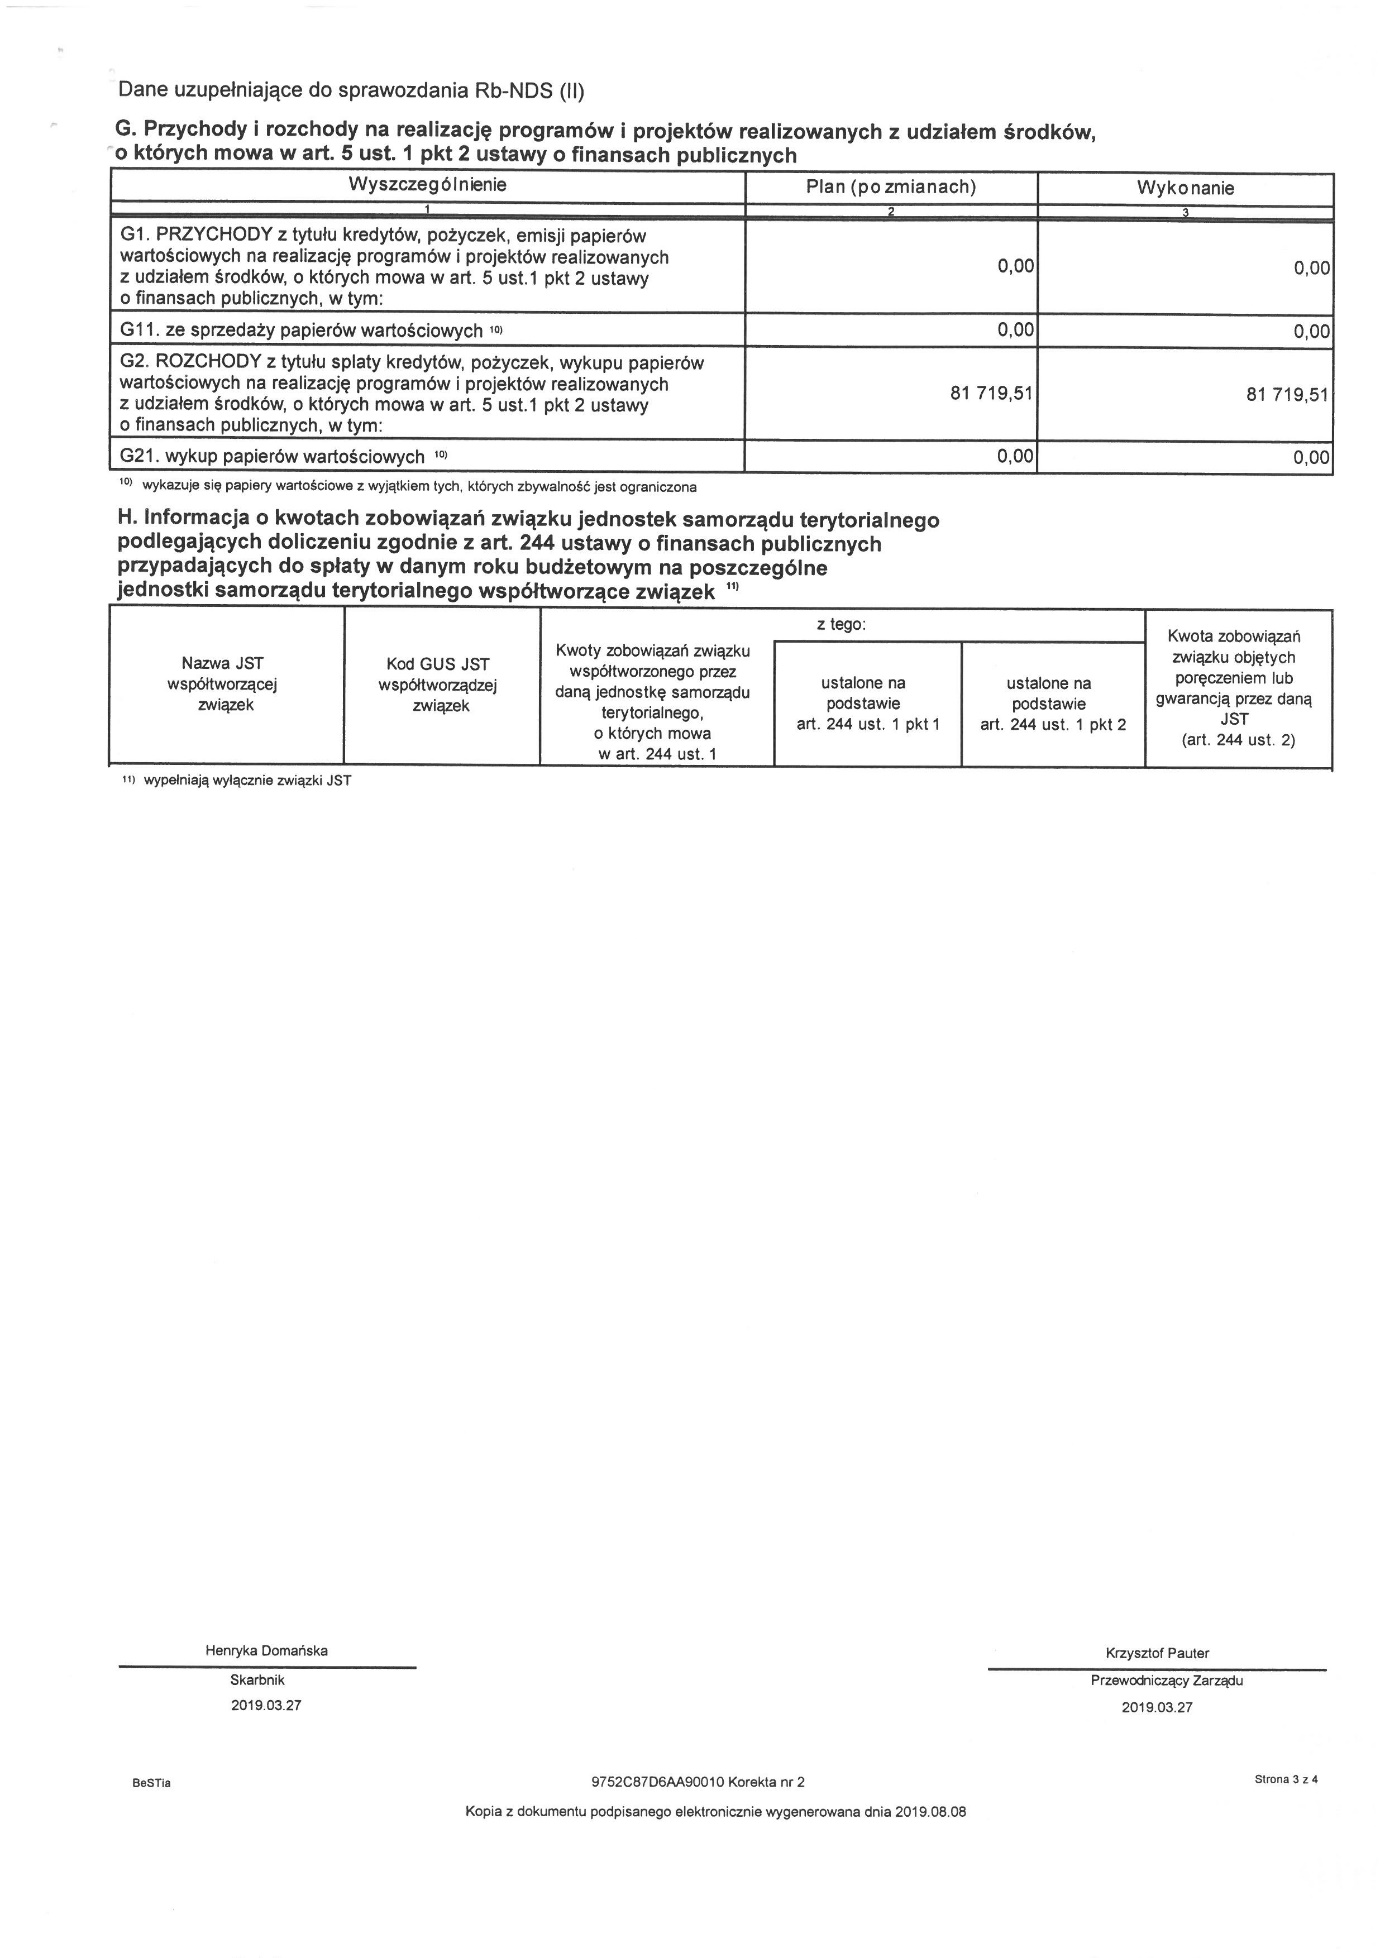 Dane uzupełniające do sprawozdania Rb-NDS (II)
G. Przychody i rozchody na realizację programów i projektów realizowanych z udziałem środków,
o których mowa w art. 5 ust. 1 pkt 2 ustawy o finansach publicznych
Wyszczególnienie Plan (po zmianach) Wykonanie
1 2 3
G1. PRZYCHODY z tytułu kredytów, pożyczek, emisji papierów
wartościowych na realizację programów i projektów realizowanych
z udziałem środków, o których mowa w art. 5 ust.1 pkt 2 ustawy
o finansach publicznych, w tym:
0,00 0,00
G11. ze sprzedaży papierów wartościowych 10) 0,00 0,00
G2. ROZCHODY z tytułu spłaty kredytów, pożyczek, wykupu papierów
wartościowych na realizację programów i projektów realizowanych
z udziałem środków, o których mowa w art. 5 ust.1 pkt 2 ustawy
o finansach publicznych, w tym:
81 719,51 81 719,51
G21. wykup papierów wartościowych 10) 0,00 0,00
10) wykazuje się papiery wartościowe z wyjątkiem tych, których zbywalność jest ograniczona
H. Informacja o kwotach zobowiązań związku jednostek samorządu terytorialnego
podlegających doliczeniu zgodnie z art. 244 ustawy o finansach publicznych
przypadających do spłaty w danym roku budżetowym na poszczególne
jednostki samorządu terytorialnego współtworzące związek 11)
Nazwa JST
współtworzącej
związek
Kod GUS JST
współtworządzej
związek
Kwoty zobowiązań związku
współtworzonego przez
daną jednostkę samorządu
terytorialnego,
o których mowa
w art. 244 ust. 1
z tego:
ustalone na
podstawie
art. 244 ust. 1 pkt 1
ustalone na
podstawie
art. 244 ust. 1 pkt 2
Kwota zobowiązań
związku objętych
poręczeniem lub
gwarancją przez daną
JST
(art. 244 ust. 2)
11) wypełniają wyłącznie związki JST
Henryka Domańska
Skarbnik
2019.03.27
Krzysztof Pauter
Przewodniczący Zarządu
2019.03.27
BeSTia 9752C87D6AA90010 Korekta nr 2 Strona 3 z 4
Kopia z dokumentu podpisanego elektronicznie wygenerowana dnia 2019.08.08